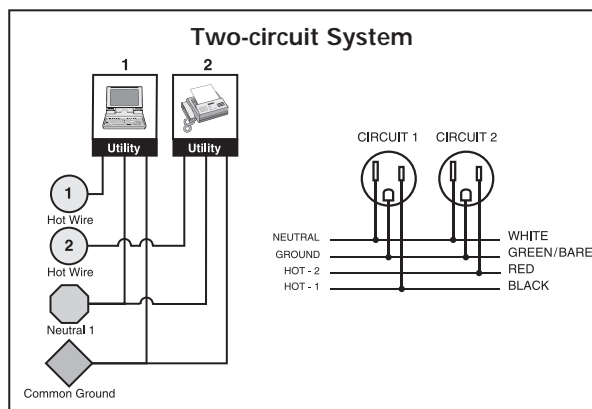 Two-circuit System
1 2
Utility Utility
1
Hot Wire
2
Hot Wire
Neutral 1
Common Ground
CIRCUIT 1 CIRCUIT 2
NEUTRAL WHITE
GROUND GREEN/BARE
HOT - 2 RED
HOT - 1 BLACK